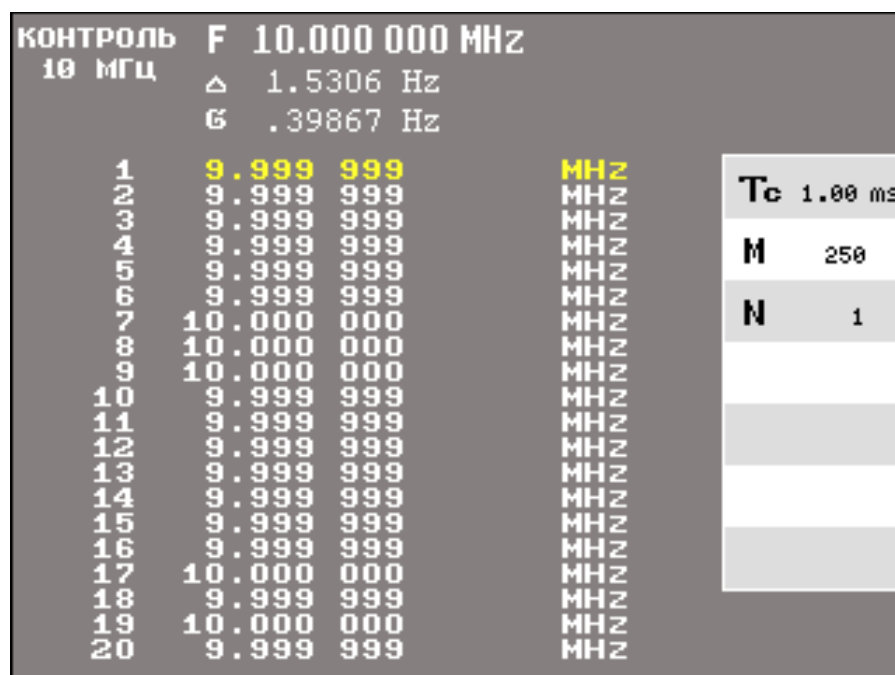 КОНТРОЛЬ F 10.000 000 MHz
10 МГц
△ 1.5306 Hz
б .39867 Hz
1 9.999 999 MHz
2 9.999 999 MHz
3 9.999 999 MHz
4 9.999 999 MHz
5 9.999 999 MHz
6 9.999 999 MHz
7 10.000 000 MHz
8 10.000 000 MHz
9 10.000 000 MHz
10 9.999 999 MHz
11 9.999 999 MHz
12 9.999 999 MHz
13 9.999 999 MHz
14 9.999 999 MHz
15 9.999 999 MHz
16 9.999 999 MHz
17 10.000 000 MHz
18 9.999 999 MHz
19 10.000 000 MHz
20 9.999 999 MHz
Tc 1.00 ms
M 250
N 1